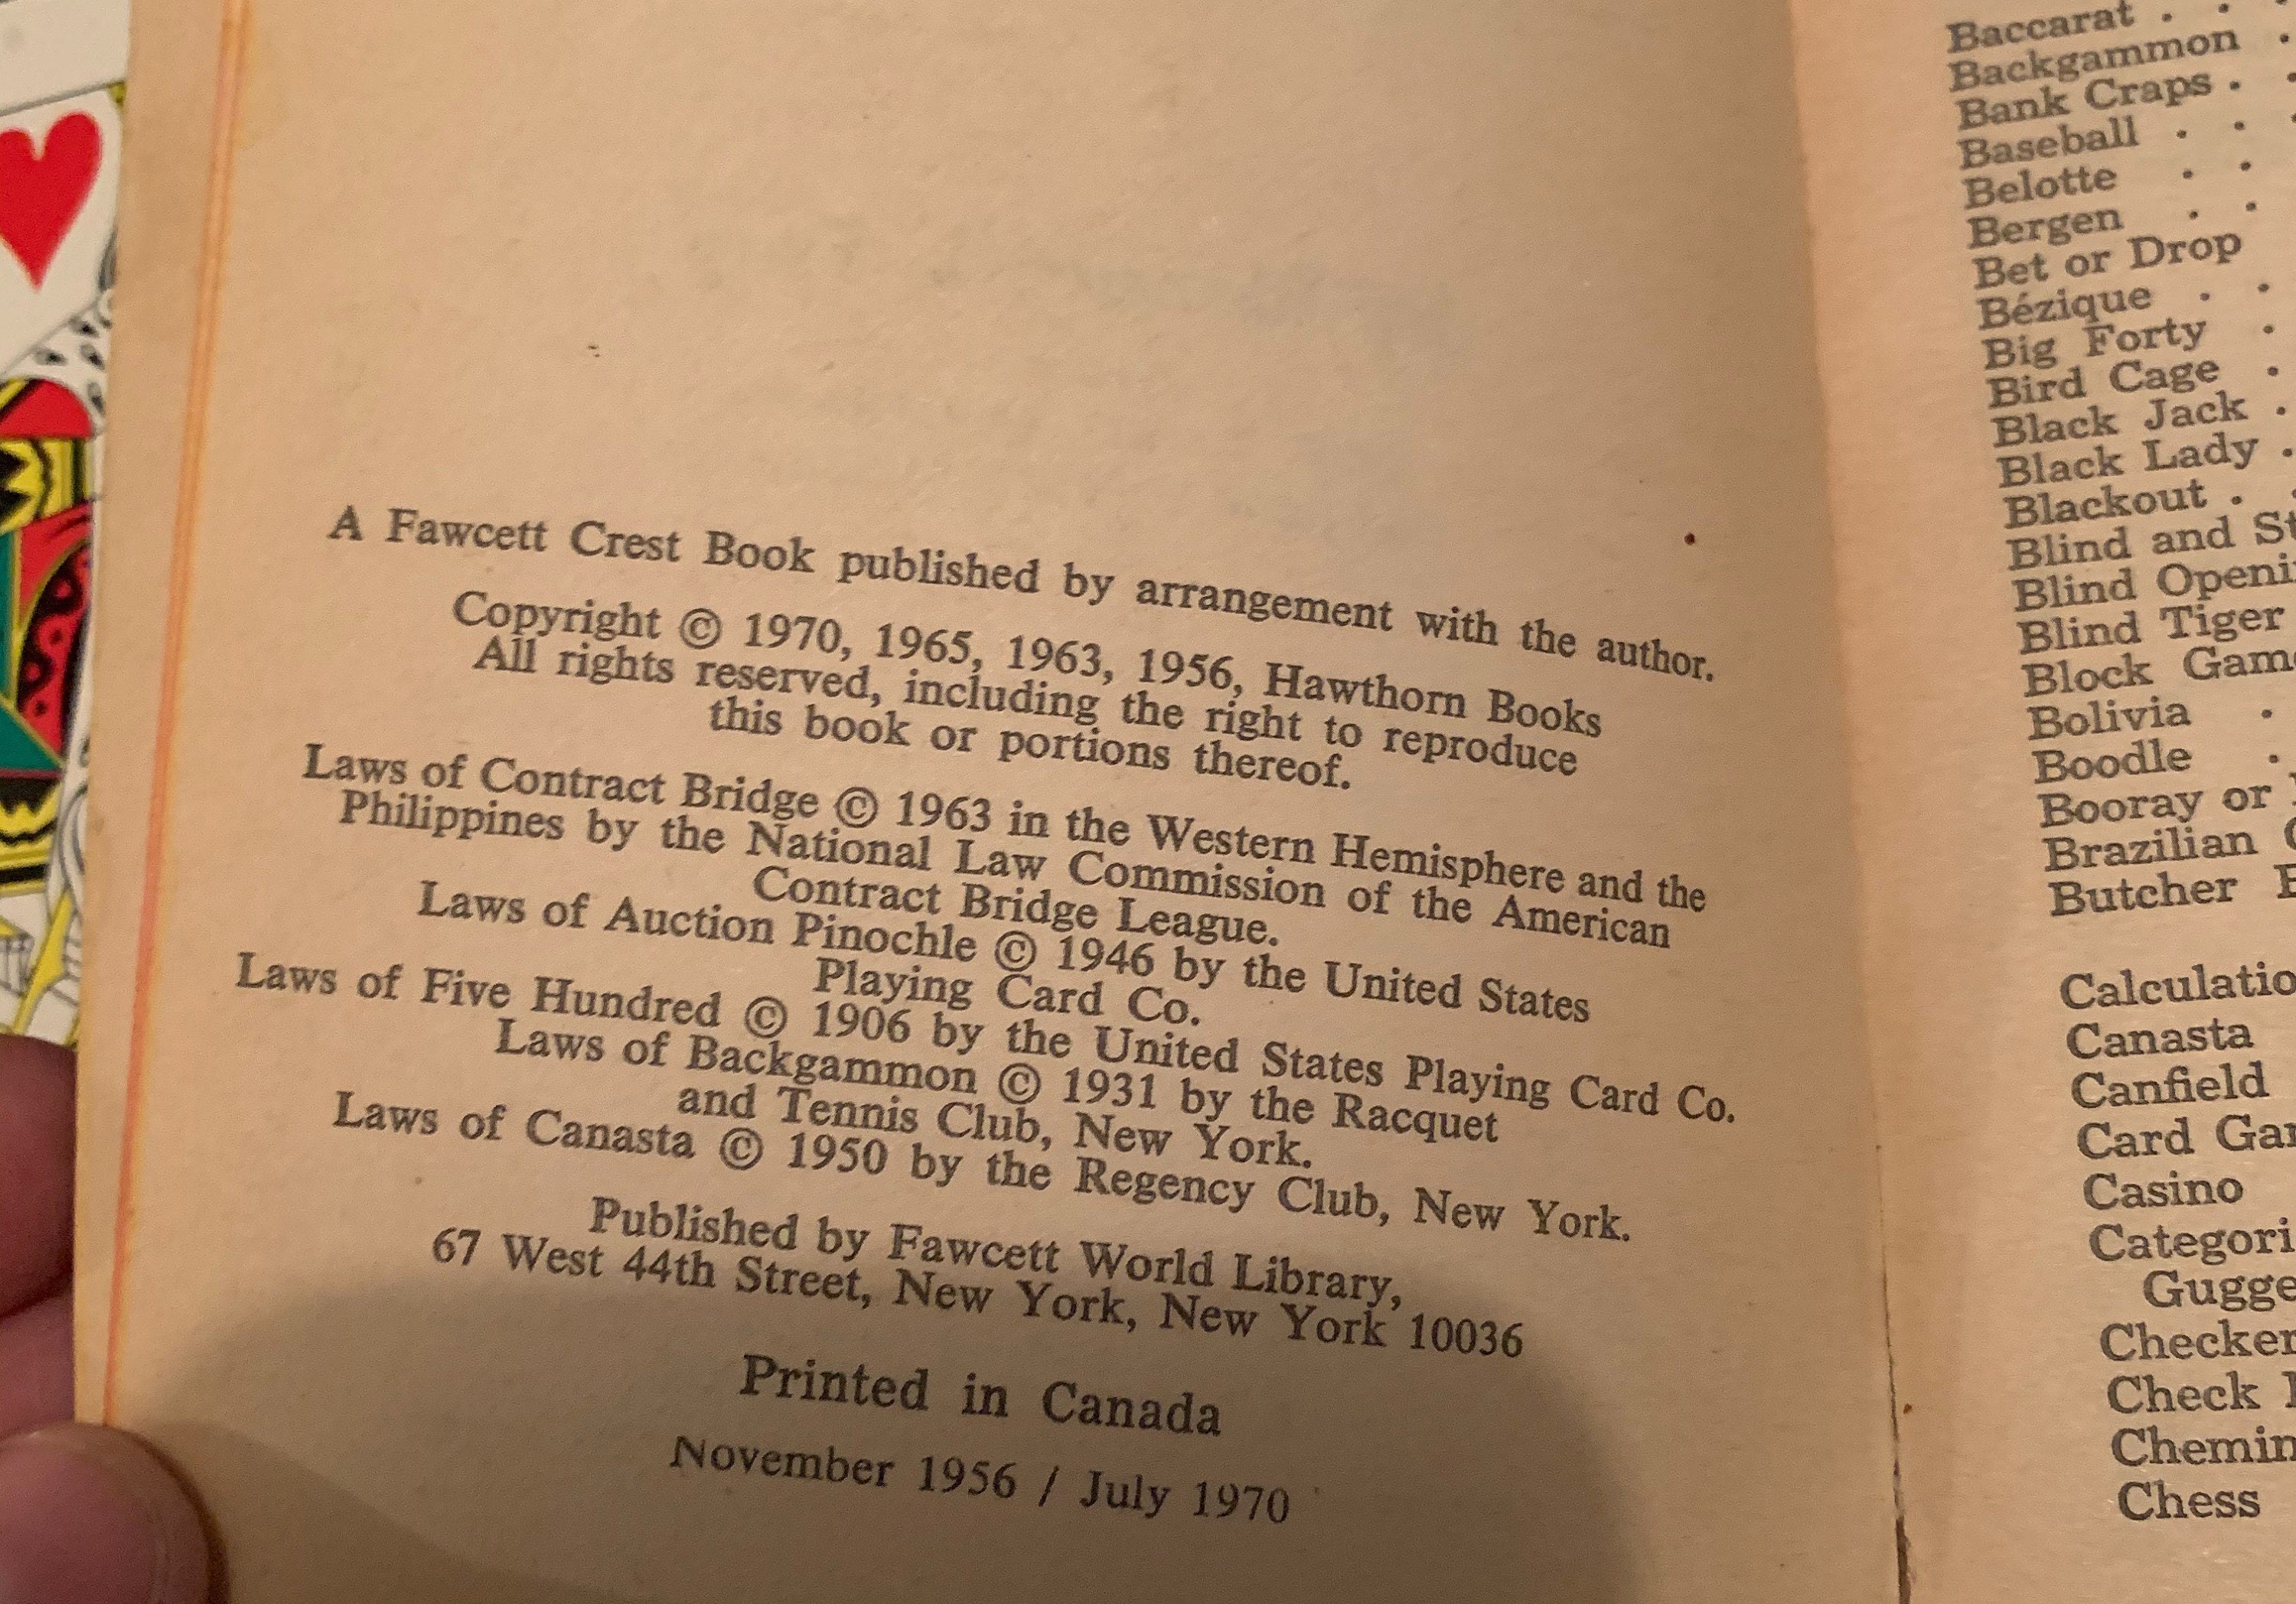 A Fawcett Crest Book published by arrangement with the author.
Copyright © 1970, 1965, 1963, 1956, Hawthorn Books
All rights reserved, including the right to reproduce
this book or portions thereof.
Laws of Contract Bridge © 1963 in the Western Hemisphere and the
Philippines by the National Law Commission of the American
Contract Bridge League.
Laws of Auction Pinochle © 1946 by the United States
Playing Card Co.
Laws of Five Hundred © 1906 by the United States Playing Card Co.
Laws of Backgammon © 1931 by the Racquet
and Tennis Club, New York.
Laws of Canasta © 1950 by the Regency Club, New York.
Published by Fawcett World Library,
67 West 44th Street, New York, New York 10036
Printed in Canada
November 1956 / July 1970
Baccarat . . .
Backgammon .
Bank Craps . .
Baseball . . .
Belotte . .
Bergen . .
Bet or Drop
Bézique . .
Big Forty .
Bird Cage .
Black Jack .
Black Lady .
Blackout . .
Blind and
Blind
Blind Tiger
Block
Bolivia .
Boodle .
Booray or
Brazilian
Butcher
Canasta
Canfield
Card
Casino
Check
Chess